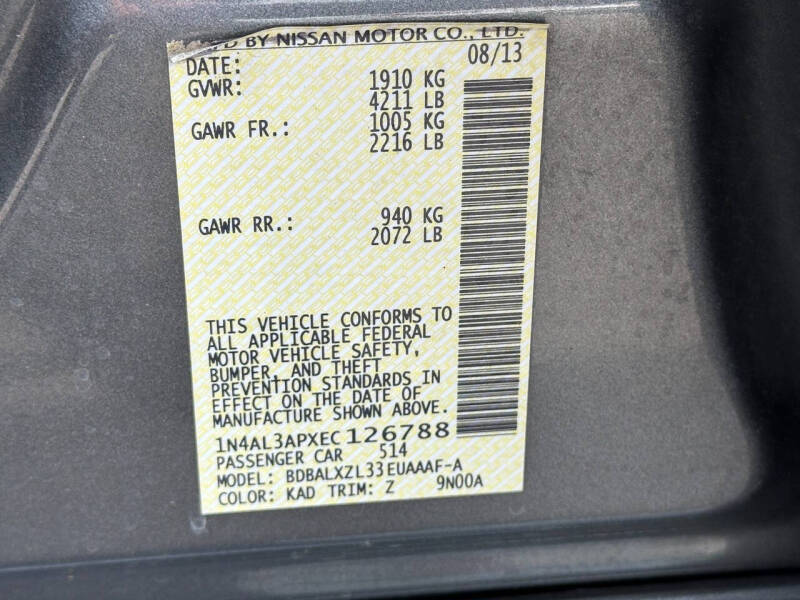 BY NISSAN MOTOR CO., LTD.
DATE: 08/13
GVWR: 1910 KG
4211 LB
GAWR FR.: 1005 KG
2216 LB
GAWR RR.: 940 KG
2072 LB
THIS VEHICLE CONFORMS TO
ALL APPLICABLE FEDERAL
MOTOR VEHICLE SAFETY,
BUMPER, AND THEFT
PREVENTION STANDARDS IN
EFFECT ON THE DATE OF
MANUFACTURE SHOWN ABOVE.
1N4AL3APXEC126788
PASSENGER CAR 514
MODEL: BDBALXZL33EUAAAF-A
COLOR: KAD TRIM: Z 9N00A